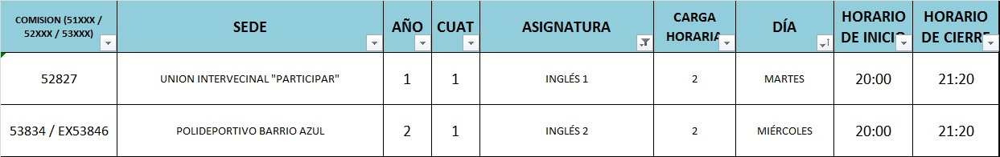 COMISION (51XXX / 52XXX / 53XXX) SEDE AÑO CUAT ASIGNATURA CARGA HORARIA DÍA HORARIO DE INICIO HORARIO DE CIERRE
52827 UNION INTERVECINAL "PARTICIPAR" 1 1 INGLÉS 1 2 MARTES 20:00 21:20
53834 / EX53846 POLIDEPORTIVO BARRIO AZUL 2 1 INGLÉS 2 2 MIÉRCOLES 20:00 21:20